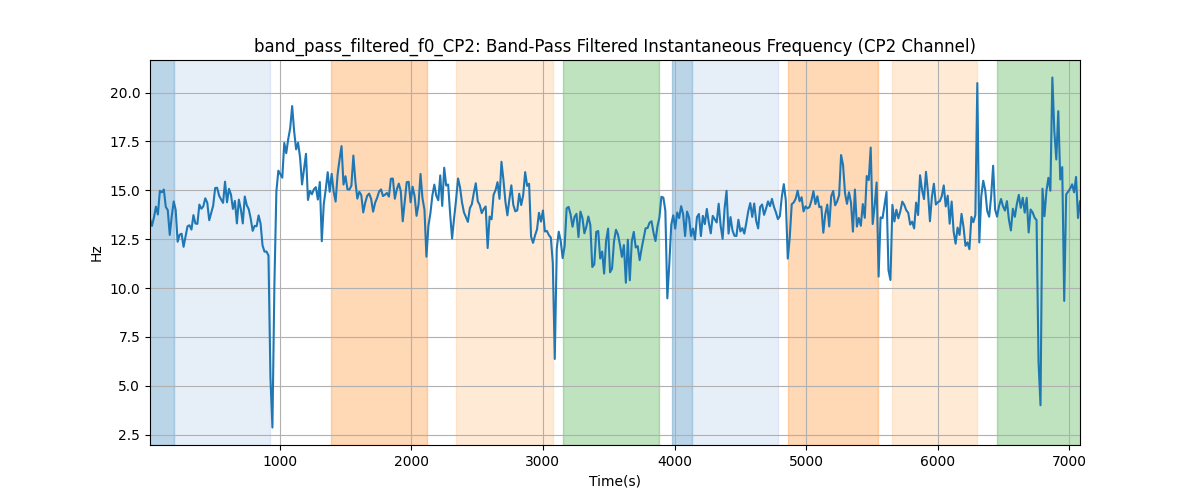 band_pass_filtered_f0_CP2: Band-Pass Filtered Instantaneous Frequency (CP2 Channel)
20.0
17.5
15.0
12.5
10.0
7.5
5.0
2.5
Hz
1000 2000 3000 4000 5000 6000 7000
Time(s)